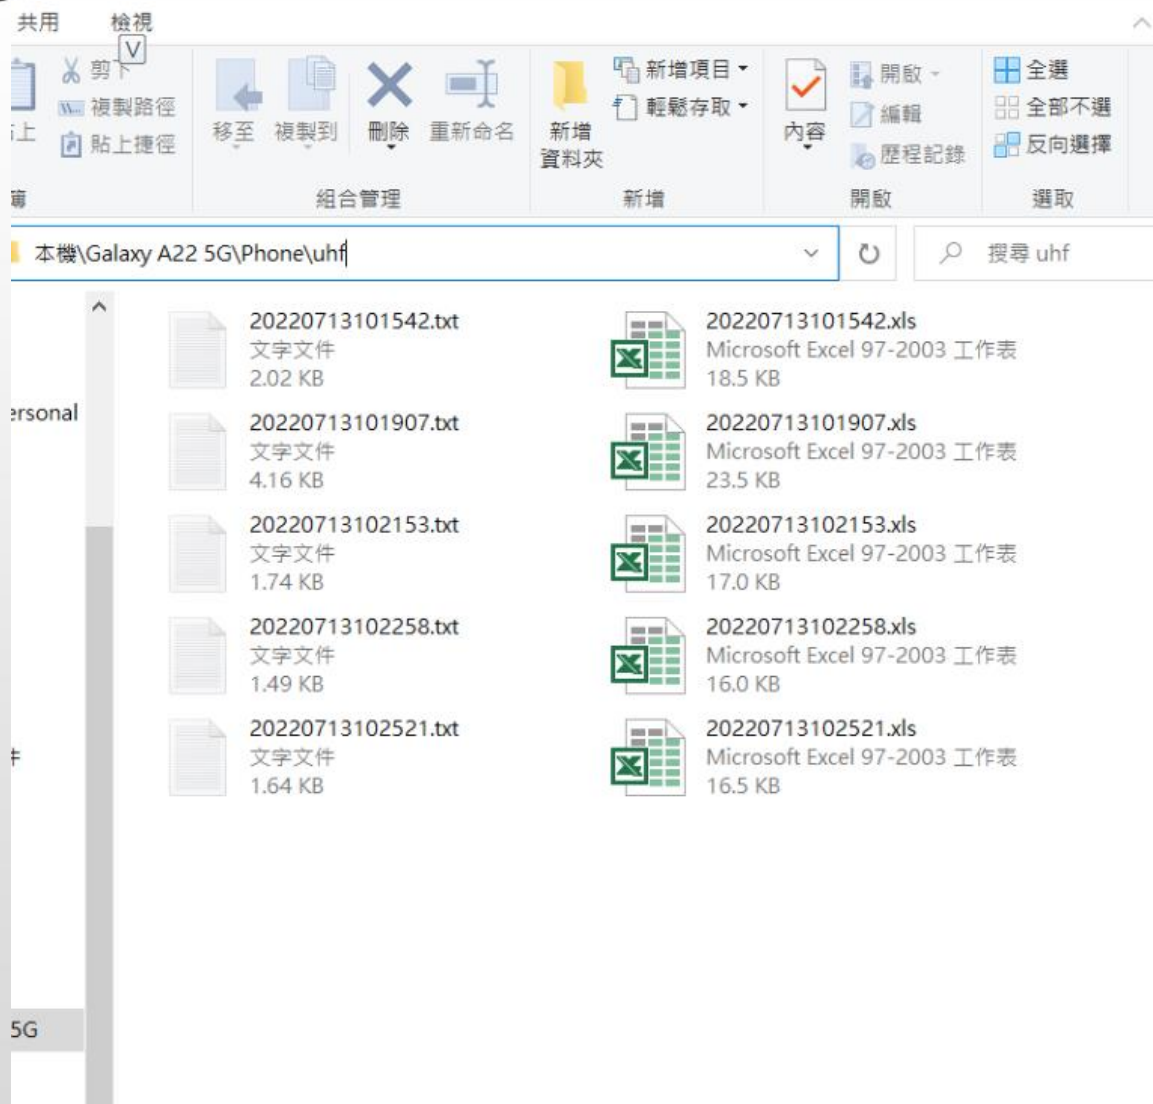 共用 檢視
V
剪下
複製路徑
貼上捷徑
上
移至 複製到 刪除 重新命名
新增
資料夾
新增項目
輕鬆存取
內容
開啟
編輯
歷程記錄
全選
全部不選
反向選擇
簿 組合管理 新增 開啟 選取
本機\Galaxy A22 5G\Phone\uhf
搜尋 uhf
20220713101542.txt
文字文件
2.02 KB
20220713101542.xls
Microsoft Excel 97-2003 工作表
18.5 KB
ersonal
20220713101907.txt
文字文件
4.16 KB
20220713101907.xls
Microsoft Excel 97-2003 工作表
23.5 KB
20220713102153.txt
文字文件
1.74 KB
20220713102153.xls
Microsoft Excel 97-2003 工作表
17.0 KB
20220713102258.txt
文字文件
1.49 KB
20220713102258.xls
Microsoft Excel 97-2003 工作表
16.0 KB
20220713102521.txt
文字文件
1.64 KB
20220713102521.xls
Microsoft Excel 97-2003 工作表
16.5 KB
5G